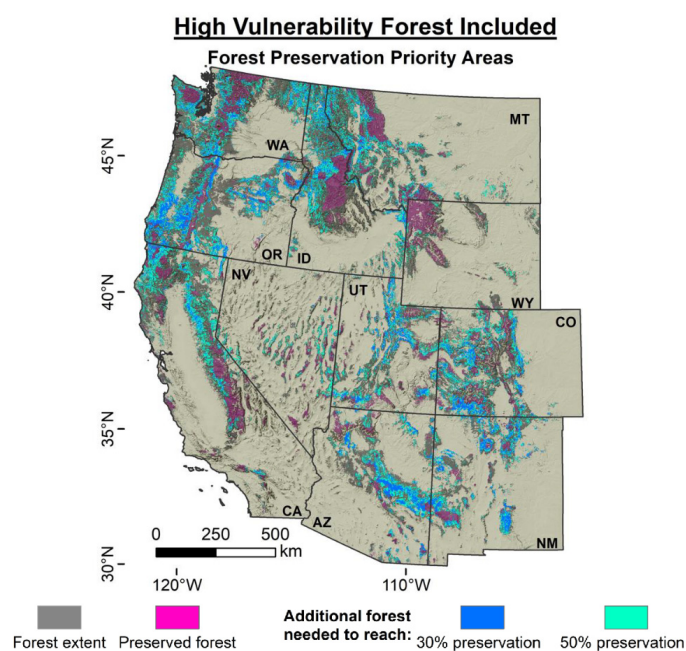 High Vulnerability Forest Included
Forest Preservation Priority Areas
MT
WA
45°N
OR
ID
NV
UT
WY
40°N
CO
35°N
CA
AZ
NM
0 250 500
km
30°N
120°W 110°W
Forest extent
Preserved forest
Additional forest
needed to reach:
30% preservation
50% preservation